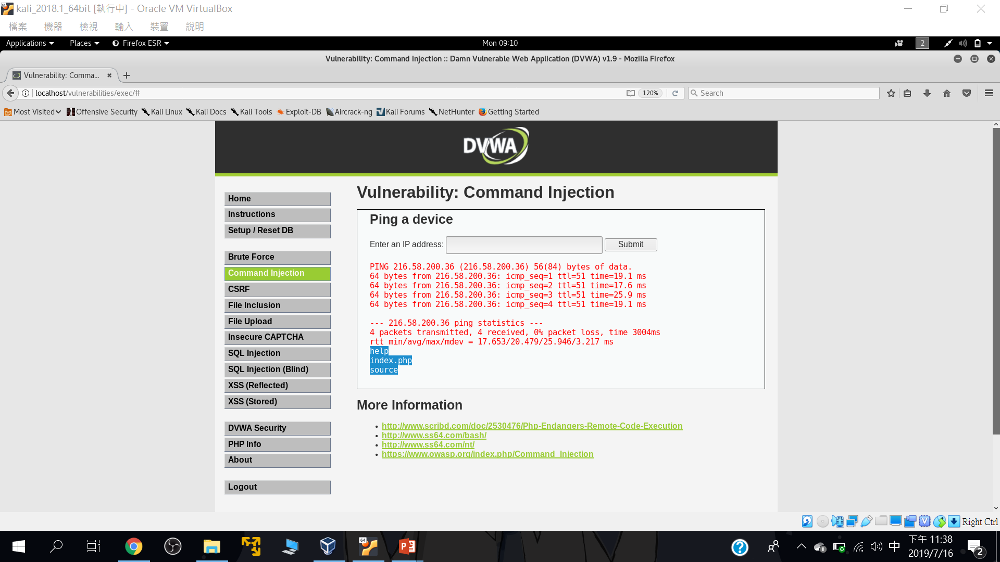 kali_2018.1_64bit [執行中] - Oracle VM VirtualBox
檔案 機器 檢視 輸入 裝置 說明
Applications Places Firefox ESR Mon 09:10 2
Vulnerability: Command Injection :: Damn Vulnerable Web Application (DVWA) v1.9 - Mozilla Firefox
Vulnerability: Comma... × +
localhost/vulnerabilities/exec/# 120% Search
Most Visited Offensive Security Kali Linux Kali Docs Kali Tools Exploit-DB Aircrack-ng Kali Forums NetHunter Getting Started
DVWA
Home
Instructions
Setup / Reset DB
Brute Force
Command Injection
CSRF
File Inclusion
File Upload
Insecure CAPTCHA
SQL Injection
SQL Injection (Blind)
XSS (Reflected)
XSS (Stored)
DVWA Security
PHP Info
About
Logout
Vulnerability: Command Injection
Ping a device
Enter an IP address: Submit
PING 216.58.200.36 (216.58.200.36) 56(84) bytes of data.
64 bytes from 216.58.200.36: icmp_seq=1 ttl=51 time=19.1 ms
64 bytes from 216.58.200.36: icmp_seq=2 ttl=51 time=17.6 ms
64 bytes from 216.58.200.36: icmp_seq=3 ttl=51 time=25.9 ms
64 bytes from 216.58.200.36: icmp_seq=4 ttl=51 time=19.1 ms
--- 216.58.200.36 ping statistics ---
4 packets transmitted, 4 received, 0% packet loss, time 3004ms
rtt min/avg/max/mdev = 17.653/20.479/25.946/3.217 ms
help
index.php
source
More Information
http://www.scribd.com/doc/2530476/Php-Endangers-Remote-Code-Execution
http://www.ss64.com/bash/
http://www.ss64.com/nt/
https://www.owasp.org/index.php/Command_Injection
Right Ctrl
中 下午 11:38
2019/7/16 2